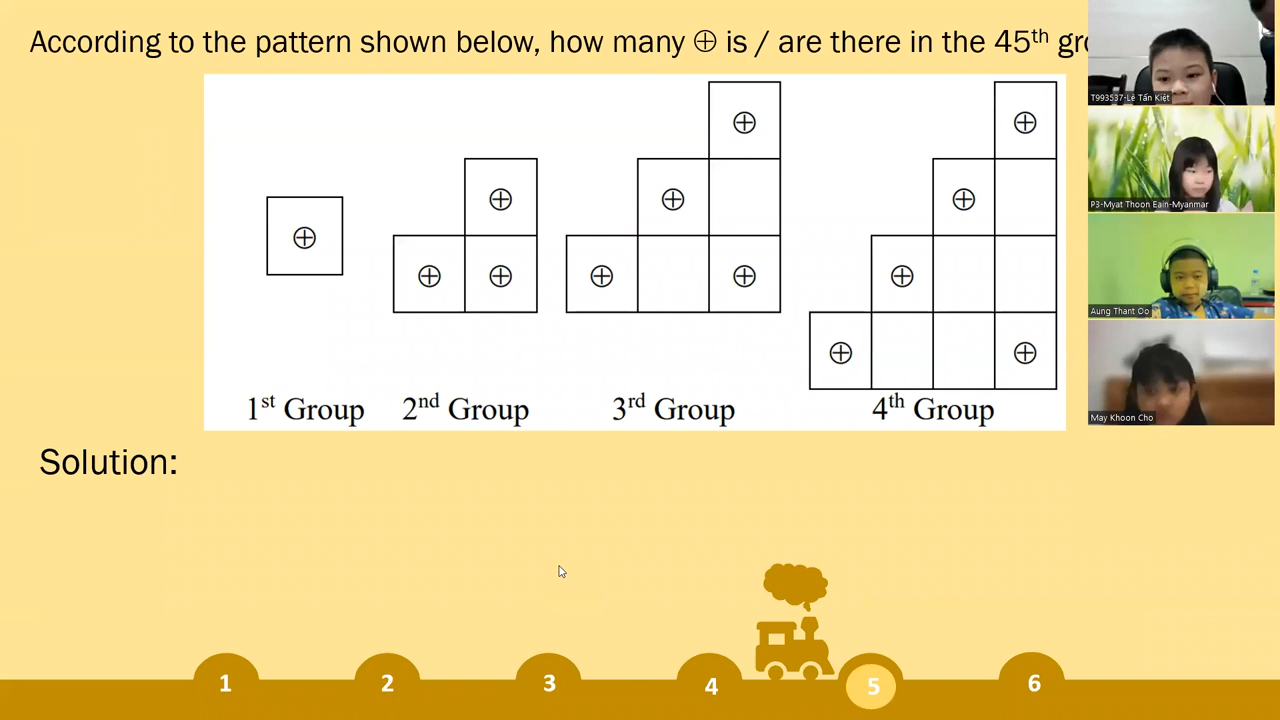 According to the pattern shown below, how many ⊕ is / are there in the 45th gro
T993537-Lê Tấn Kiệt
P3-Myat Thoon Eain-Myanmar
Aung Thant Oo
May Khoon Cho
1st Group
2nd Group
3rd Group
4th Group
Solution:
1
2
3
4
5
6